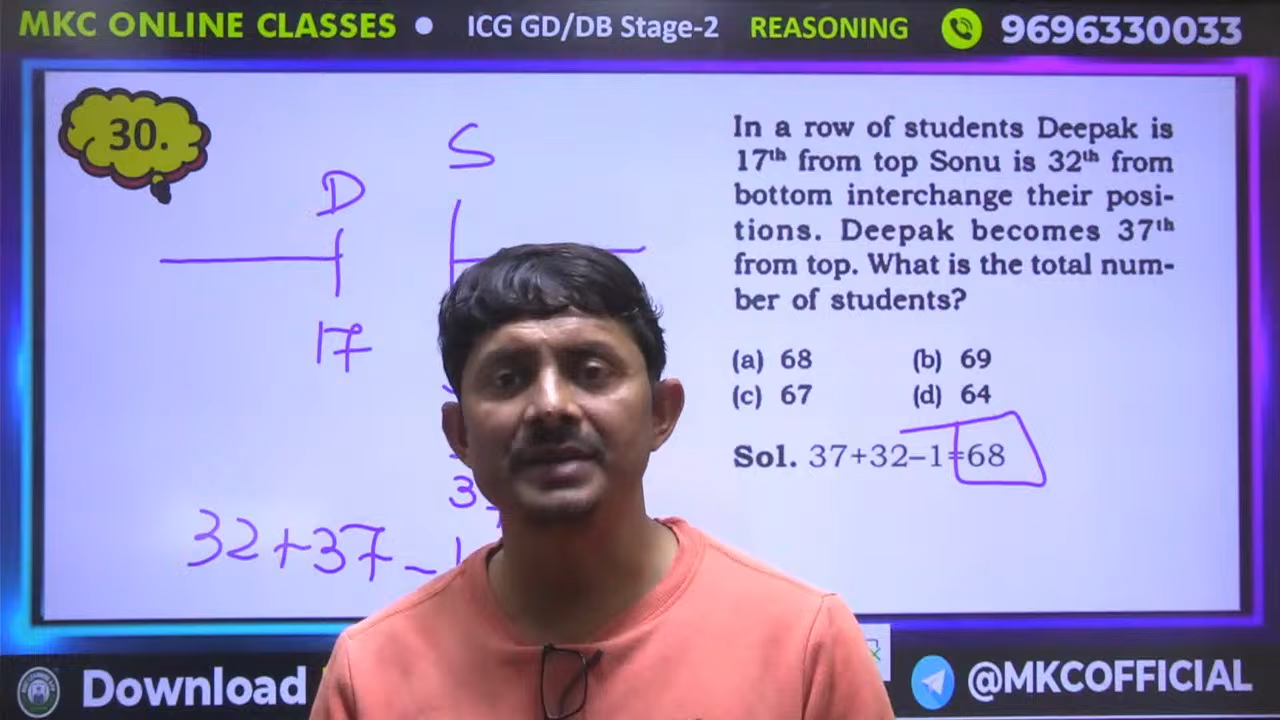 MKC ONLINE CLASSES • ICG GD/DB Stage-2 REASONING 9696330033
30.
In a row of students Deepak is
17th from top Sonu is 32th from
bottom interchange their posi-
tions. Deepak becomes 37th
from top. What is the total num-
ber of students?
(a) 68 (b) 69
(c) 67 (d) 64
Sol. 37+32–1=68
S
D
17
32+37-1
Download
@MKCOFFICIAL